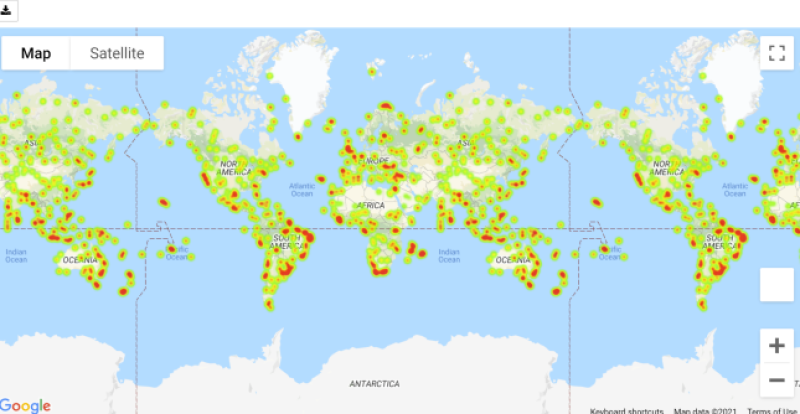 Map Satellite
NORTH
AMERICA
NORTH
AMERICA
EUROPE
Atlantic
Ocean
Atlantic
Ocean
AFRICA
SOUTH
AMERICA
SOUTH
AMERICA
Indian
Ocean
Pacific
Ocean
Indian
Ocean
Pacific
Ocean
OCEANIA
OCEANIA
ANTARCTICA
Google
Keyboard shortcuts Map data ©2021 Terms of Use